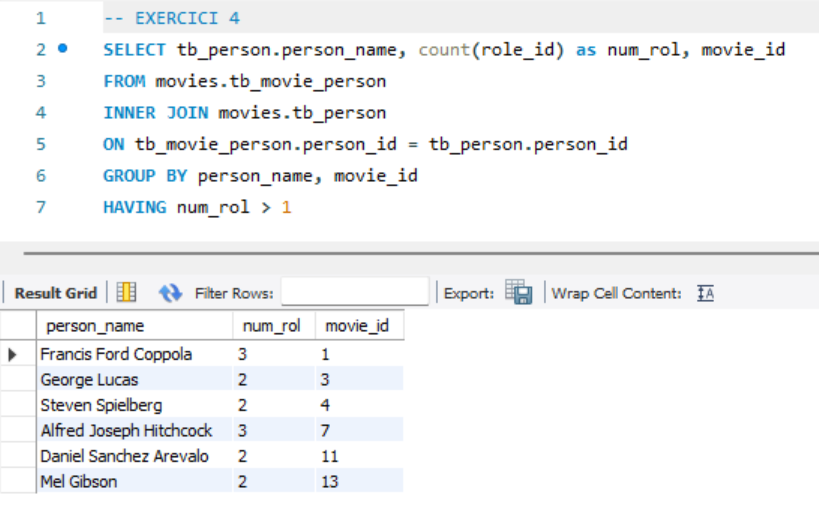 1 -- EXERCICI 4
2 SELECT tb_person.person_name, count(role_id) as num_rol, movie_id
3 FROM movies.tb_movie_person
4 INNER JOIN movies.tb_person
5 ON tb_movie_person.person_id = tb_person.person_id
6 GROUP BY person_name, movie_id
7 HAVING num_rol > 1
Result Grid Filter Rows: Export: Wrap Cell Content: IA
person_name num_rol movie_id
Francis Ford Coppola 3 1
George Lucas 2 3
Steven Spielberg 2 4
Alfred Joseph Hitchcock 3 7
Daniel Sanchez Arevalo 2 11
Mel Gibson 2 13